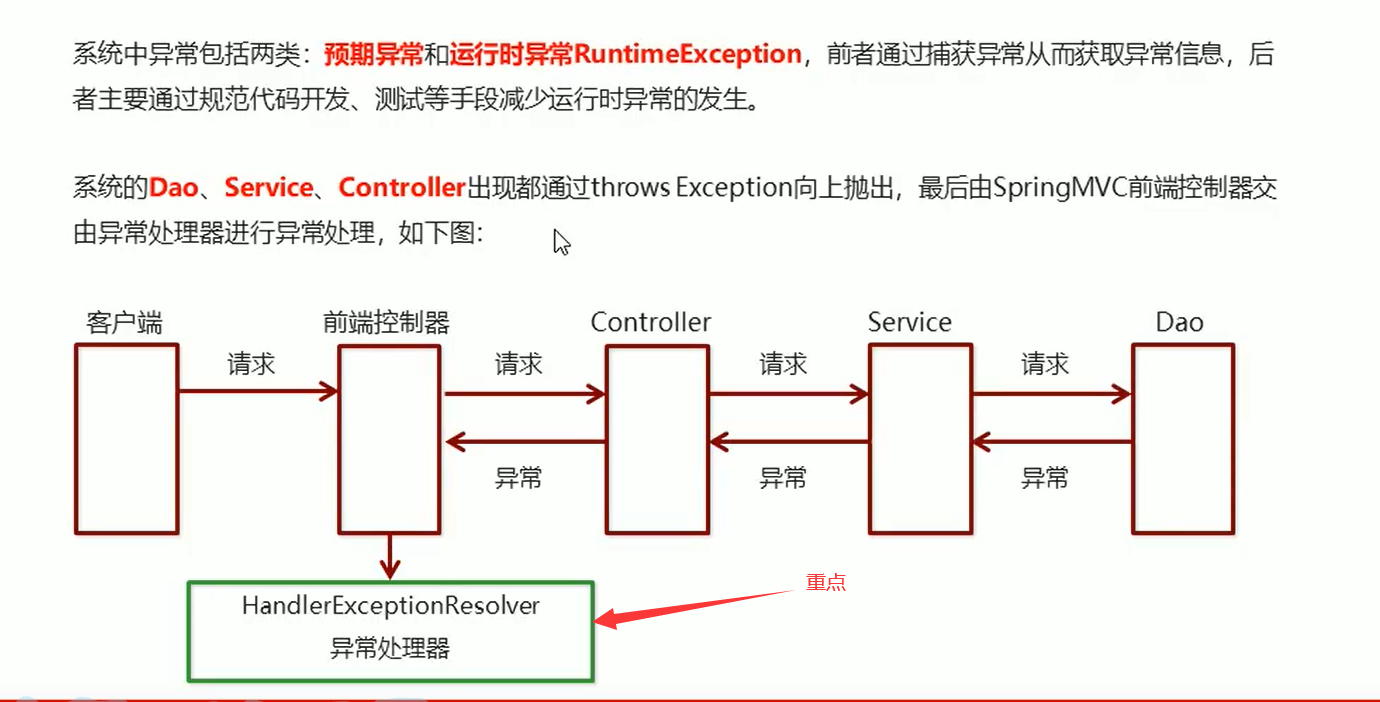 系统中异常包括两类：预期异常和运行时异常RuntimeException，前者通过捕获异常从而获取异常信息，后
者主要通过规范代码开发、测试等手段减少运行时异常的发生。
系统的Dao、Service、Controller出现都通过throws Exception向上抛出，最后由SpringMVC前端控制器交
由异常处理器进行异常处理，如下图：
客户端 前端控制器 Controller Service Dao
请求 请求 请求 请求
异常 异常 异常
重点
HandlerExceptionResolver
异常处理器